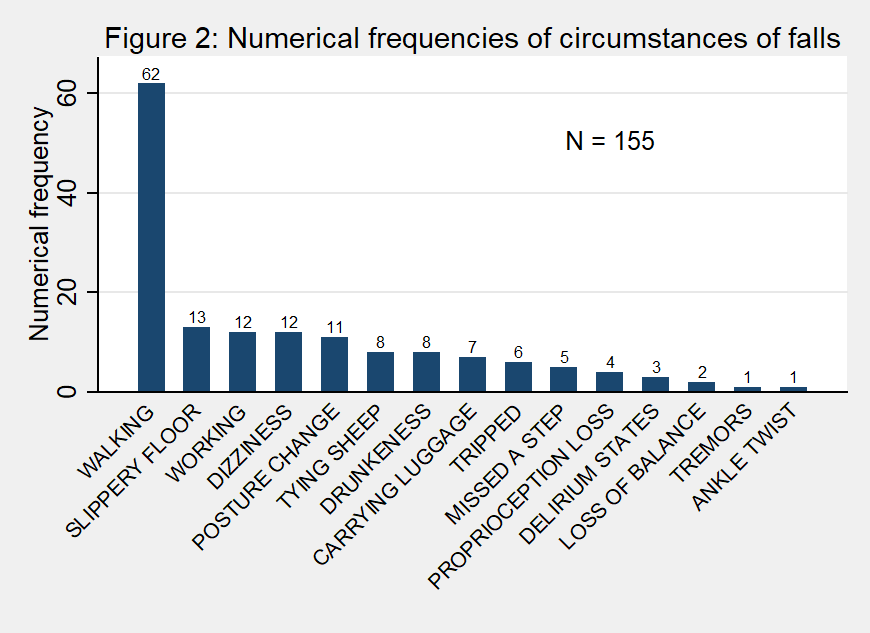 Figure 2: Numerical frequencies of circumstances of falls
Numerical frequency
60
40
20
0
N = 155
62
13
12
12
11
8
8
7
6
5
4
3
2
1
1
WALKING
SLIPPERY FLOOR
WORKING
DIZZINESS
POSTURE CHANGE
TYING SHEEP
DRUNKENESS
CARRYING LUGGAGE
TRIPPED
MISSED A STEP
PROPRIOCEPTION LOSS
DELIRIUM STATES
LOSS OF BALANCE
TREMORS
ANKLE TWIST